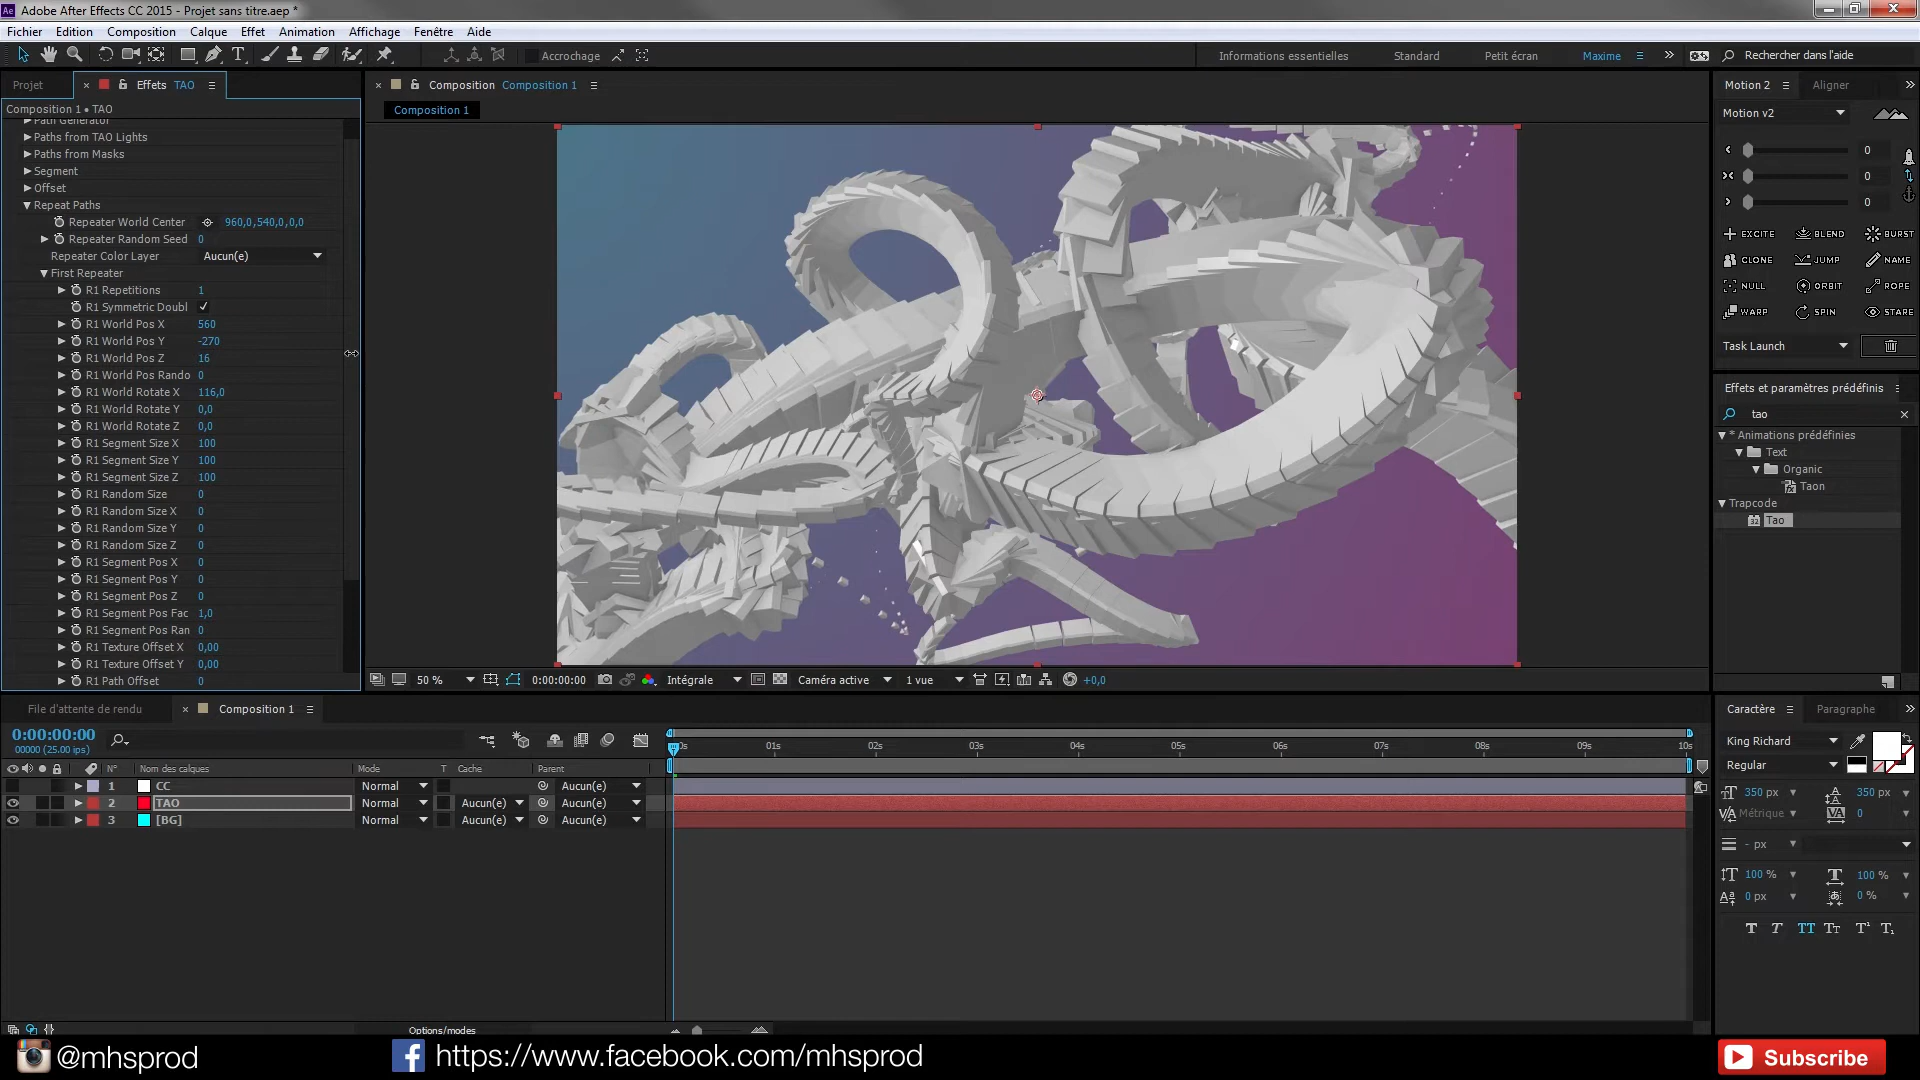 Adobe After Effects CC 2015 - Projet sans titre.aep *
Fichier Edition Composition Calque Effet Animation Affichage Fenêtre Aide
Accrochage Informations essentielles Standard Petit écran Maxime Rechercher dans l'aide
Projet Effets TAO
Composition 1 • TAO
Path Generator
Paths from TAO Lights
Paths from Masks
Segment
Offset
Repeat Paths
Repeater World Center 960,0,540,0,0,0
Repeater Random Seed 0
Repeater Color Layer Aucun(e)
First Repeater
R1 Repetitions 1
R1 Symmetric Doubl
R1 World Pos X 560
R1 World Pos Y -270
R1 World Pos Z 16
R1 World Pos Rando 0
R1 World Rotate X 116,0
R1 World Rotate Y 0,0
R1 World Rotate Z 0,0
R1 Segment Size X 100
R1 Segment Size Y 100
R1 Segment Size Z 100
R1 Random Size 0
R1 Random Size X 0
R1 Random Size Y 0
R1 Random Size Z 0
R1 Segment Pos X 0
R1 Segment Pos Y 0
R1 Segment Pos Z 0
R1 Segment Pos Fac 1,0
R1 Segment Pos Ran 0
R1 Texture Offset X 0,00
R1 Texture Offset Y 0,00
R1 Path Offset 0
Composition Composition 1
Composition 1
50 % 0:00:00:00 Intégrale Caméra active 1 vue +0,0
Motion 2 Aligner
Motion v2
0
0
0
EXCITE BLEND BURST
CLONE JUMP NAME
NULL ORBIT ROPE
WARP SPIN STARE
Task Launch
Effets et paramètres prédéfinis
tao
* Animations prédéfinies
Text
Organic
Taon
Trapcode
32 Tao
File d'attente de rendu Composition 1
0:00:00:00
00000 (25.00 ips)
01s 02s 03s 04s 05s 06s 07s 08s 09s 10s
N° Nom des calques Mode T Cache Parent
1 CC Normal Aucun(e)
2 TAO Normal Aucun(e) Aucun(e)
3 [BG] Normal Aucun(e) Aucun(e)
Options/modes
Caractère Paragraphe
King Richard
Regular
350 px 350 px
Métrique 0
- px
100 % 100 %
0 px 0 %
@mhsprod https://www.facebook.com/mhsprod Subscribe